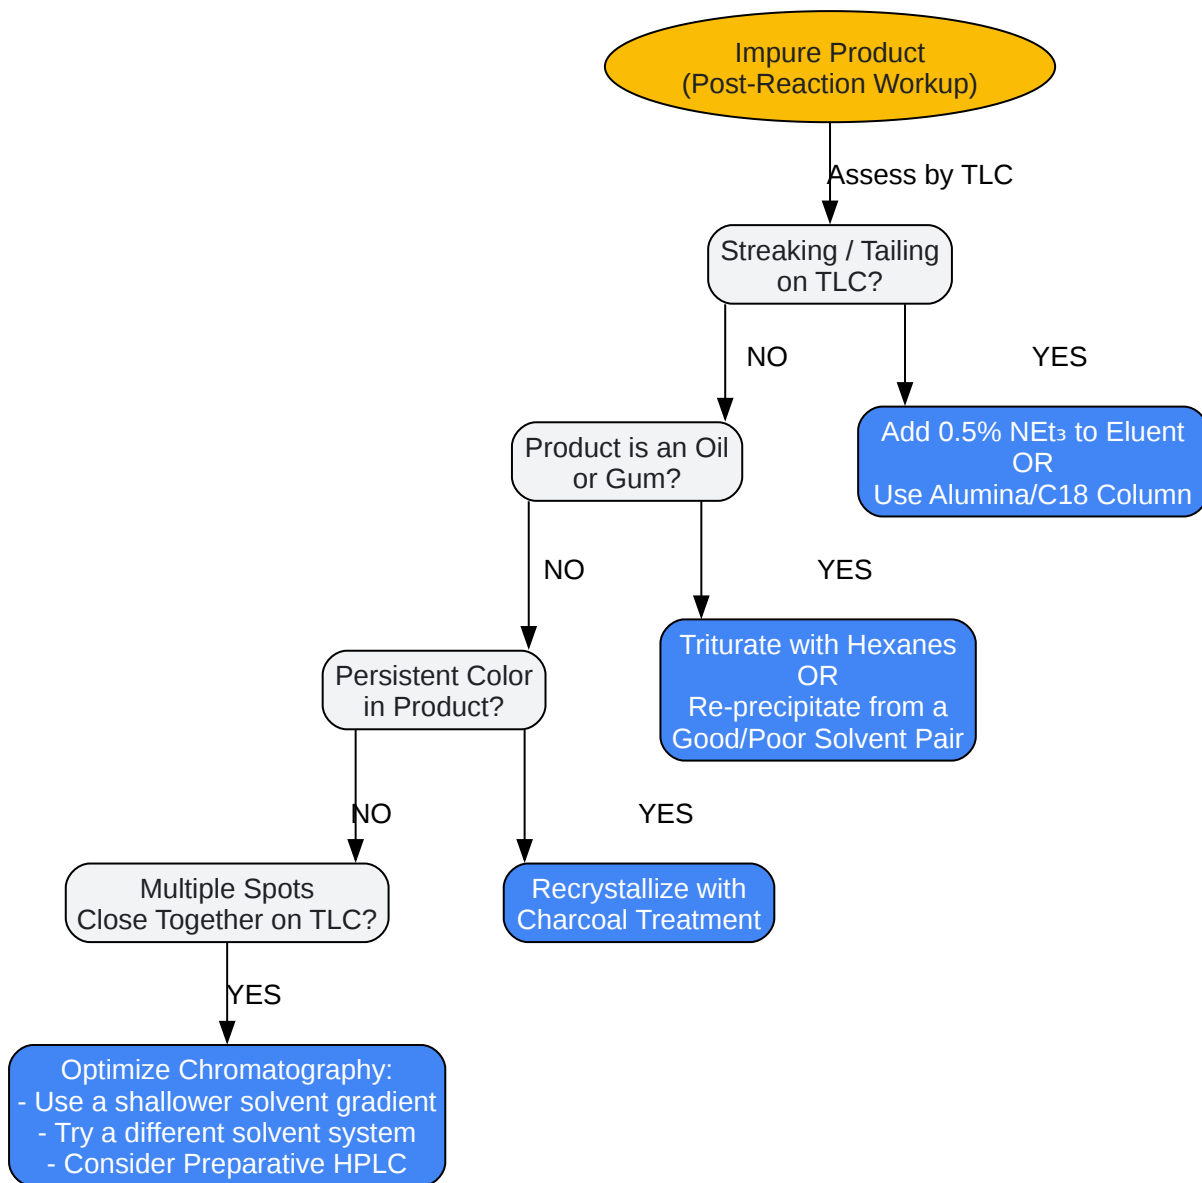 Impure Product
(Post-Reaction Workup)
Assess by TLC
Streaking / Tailing
on TLC?
NO
YES
Product is an Oil
or Gum?
Add 0.5% NEt₃ to Eluent
OR
Use Alumina/C18 Column
NO
YES
Persistent Color
in Product?
Triturate with Hexanes
OR
Re-precipitate from a
Good/Poor Solvent Pair
NO
YES
Multiple Spots
Close Together on TLC?
Recrystallize with
Charcoal Treatment
YES
Optimize Chromatography:
- Use a shallower solvent gradient
- Try a different solvent system
- Consider Preparative HPLC